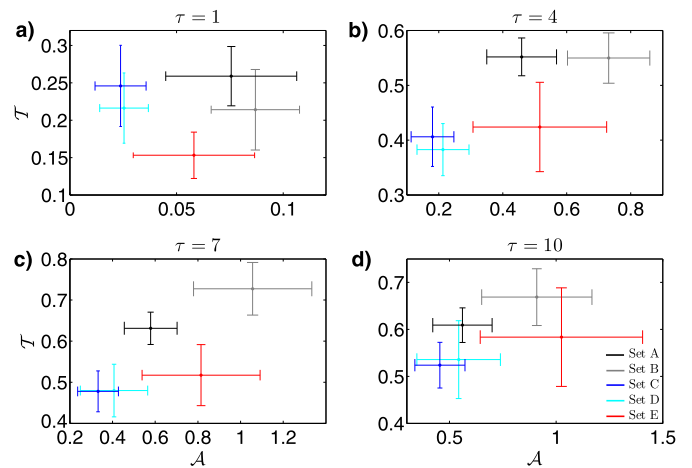 a) τ = 1
0.3
0.25
0.2
0.15
0.1
0 0.05 0.1
𝒯
b) τ = 4
0.6
0.5
0.4
0.3
0.2 0.4 0.6 0.8
c) τ = 7
0.8
0.7
0.6
0.5
0.4
0.2 0.4 0.6 0.8 1 1.2
𝒯
𝒜
d) τ = 10
0.7
0.6
0.5
0.4
0.5 1 1.5
𝒜
Set A
Set B
Set C
Set D
Set E